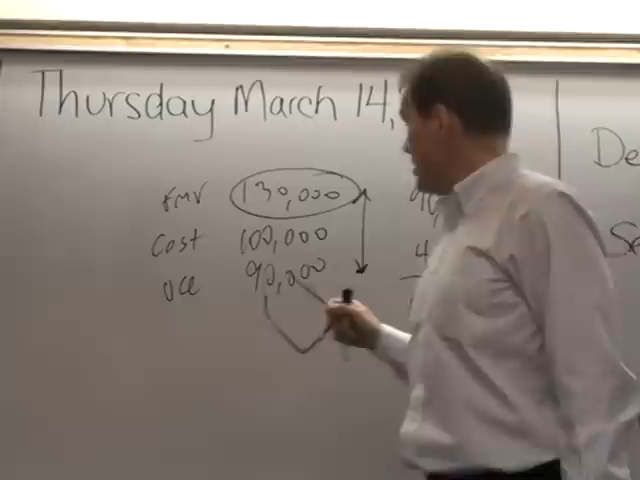 Thursday March 14,
FMV 130,000
Cost 100,000
UCC 90,000
De